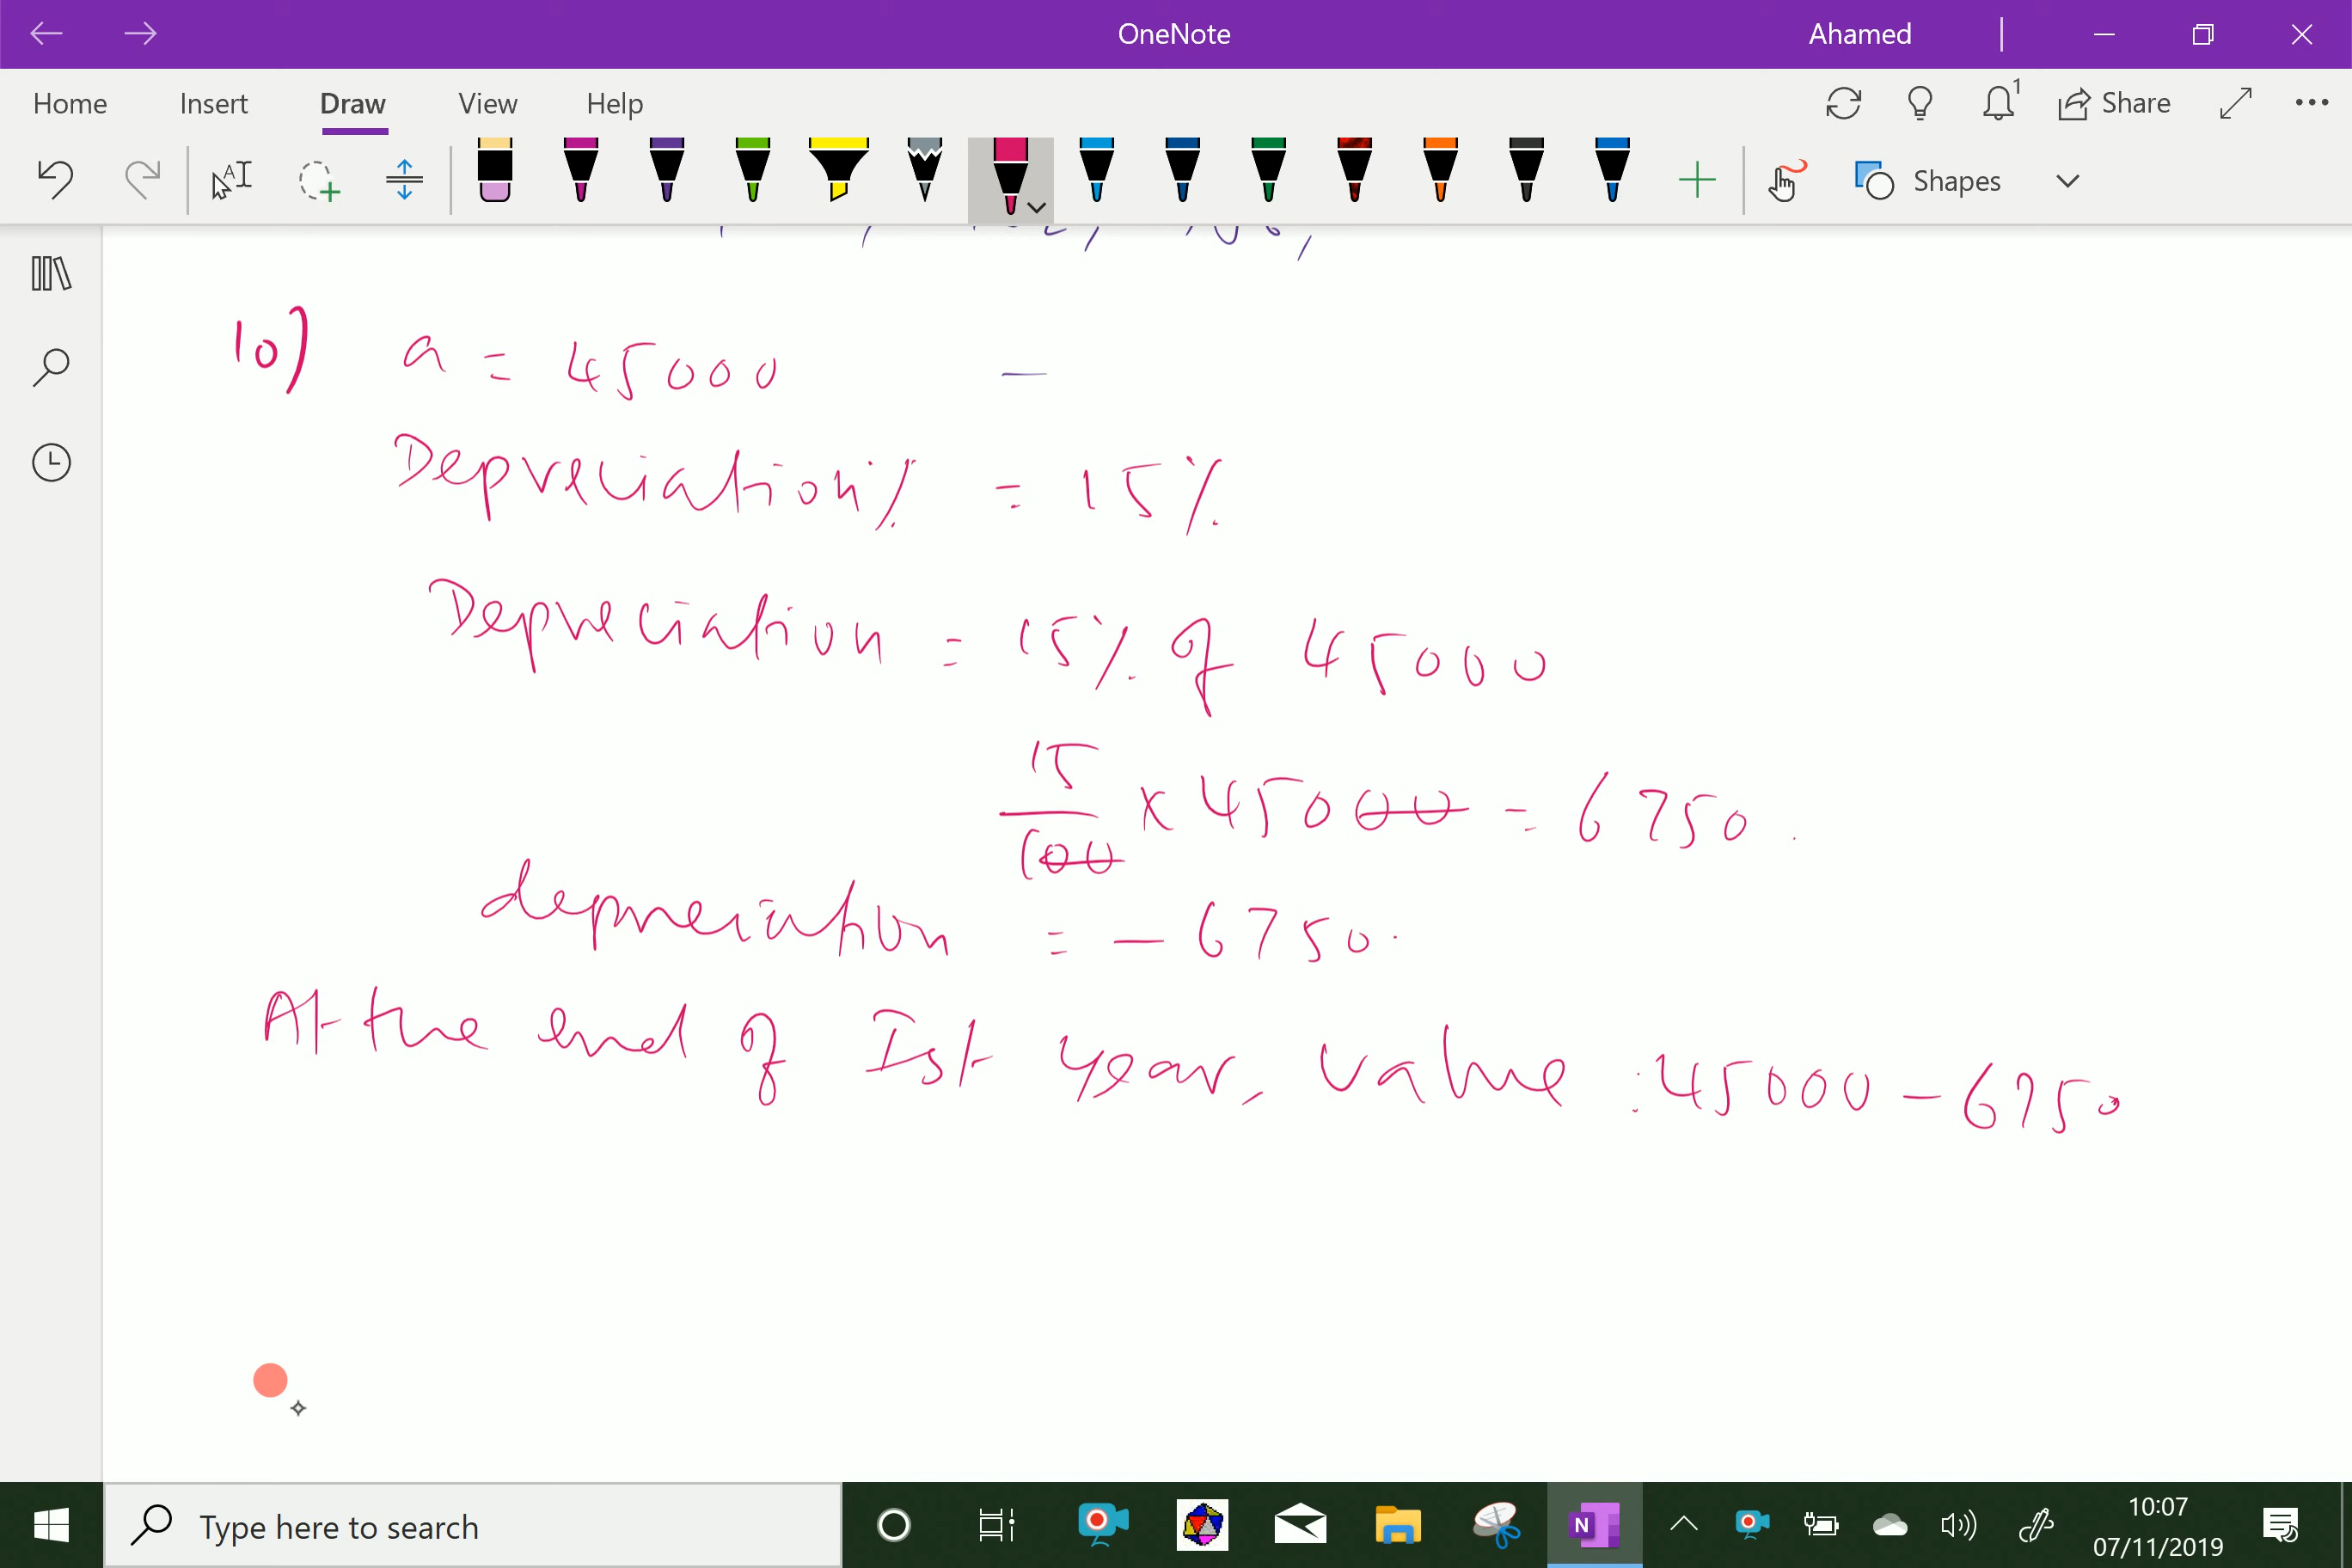 OneNote
Ahamed
Home Insert Draw View Help
1 Share
Shapes
10) a = 45000 —
Depreciation% = 15%
Depreciation = 15% of 45000
15/100 × 45000 = 6750.
depreciation = – 6750.
At the end of Ist year, value : 45000 – 6750
Type here to search
10:07
07/11/2019